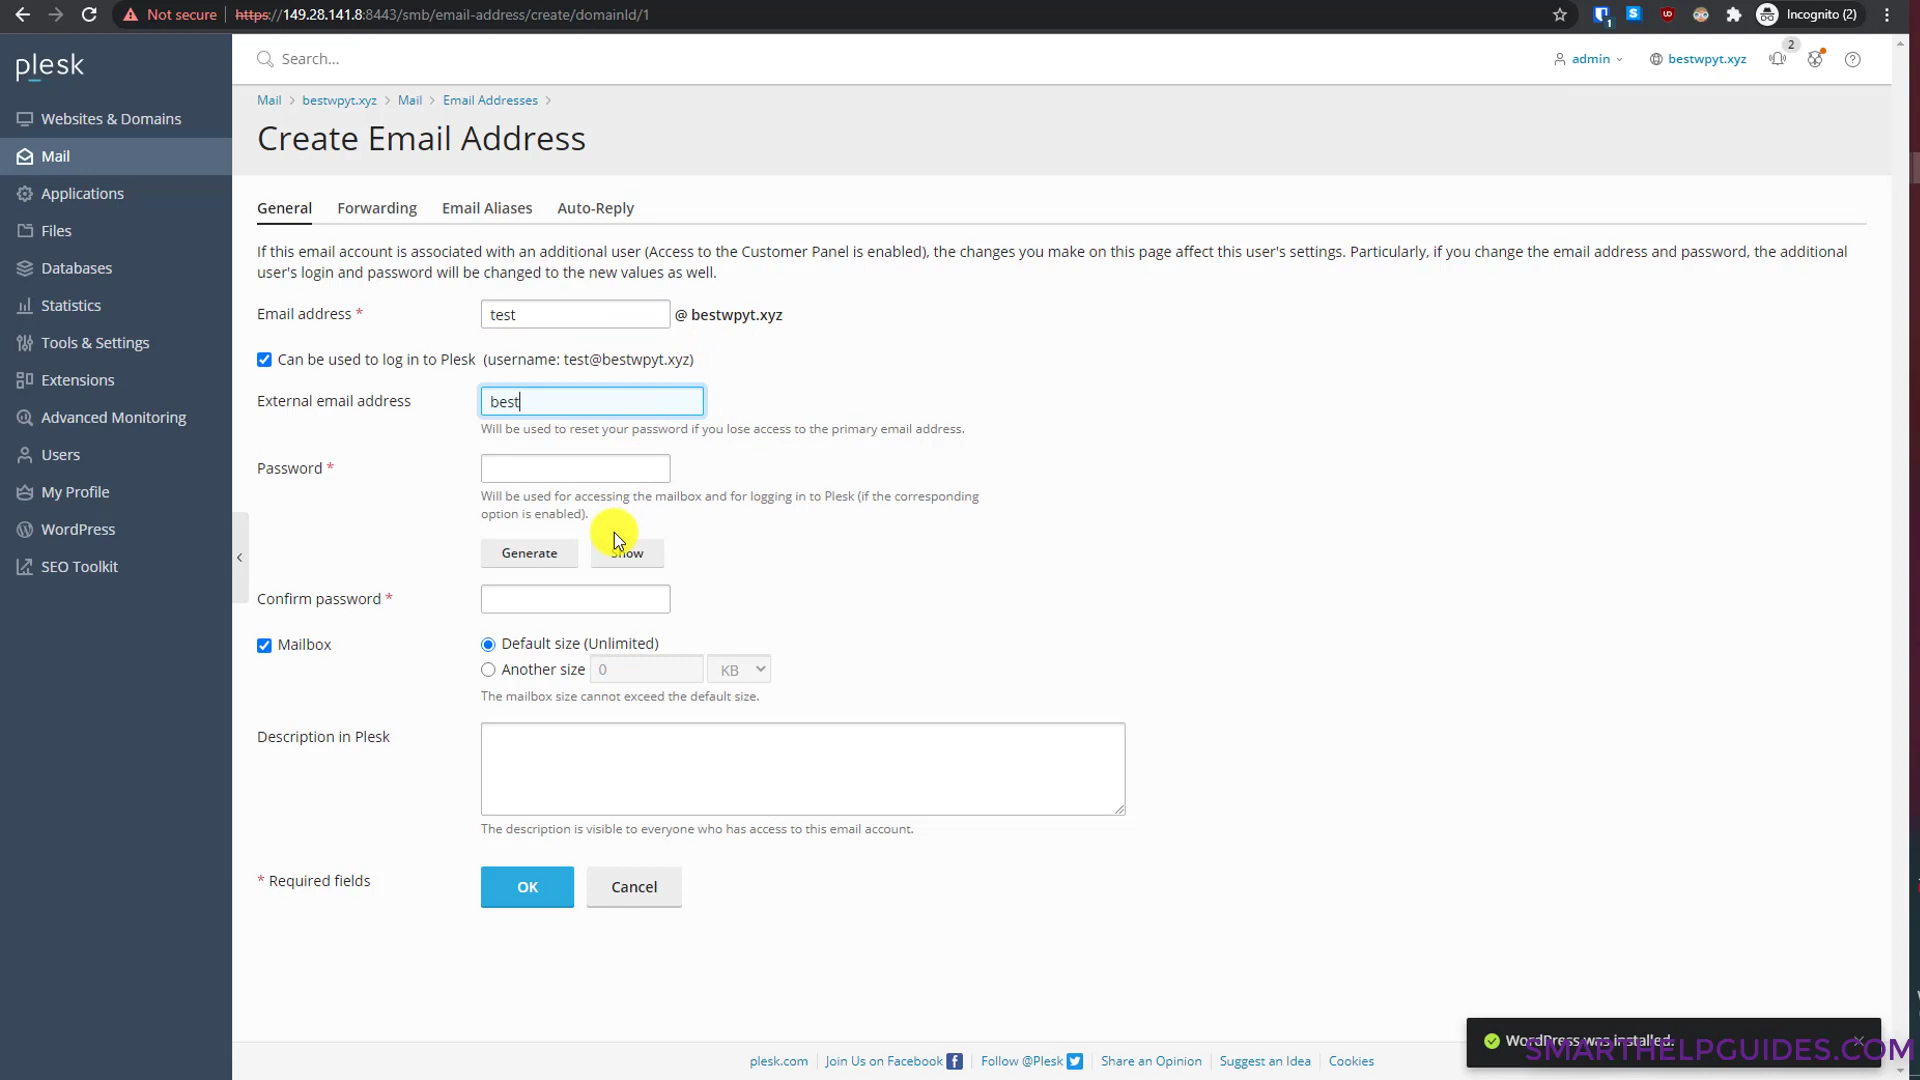 Not secure https://149.28.141.8:8443/smb/email-address/create/domainId/1 1 S Incognito (2)
plesk
Search...
admin
bestwpyt.xyz
2
Websites & Domains
Mail
Applications
Files
Databases
Statistics
Tools & Settings
Extensions
Advanced Monitoring
Users
My Profile
WordPress
SEO Toolkit
Mail > bestwpyt.xyz > Mail > Email Addresses >
Create Email Address
General Forwarding Email Aliases Auto-Reply
If this email account is associated with an additional user (Access to the Customer Panel is enabled), the changes you make on this page affect this user's settings. Particularly, if you change the email address and password, the additional
user's login and password will be changed to the new values as well.
Email address * test @ bestwpyt.xyz
Can be used to log in to Plesk (username: test@bestwpyt.xyz)
External email address best
Will be used to reset your password if you lose access to the primary email address.
Password *
Will be used for accessing the mailbox and for logging in to Plesk (if the corresponding
option is enabled).
Generate Show
Confirm password *
Mailbox Default size (Unlimited)
Another size 0 KB
The mailbox size cannot exceed the default size.
Description in Plesk
The description is visible to everyone who has access to this email account.
* Required fields OK Cancel
WordPress was installed.
SMARTHELPGUIDES.COM
plesk.com Join Us on Facebook Follow @Plesk Share an Opinion Suggest an Idea Cookies